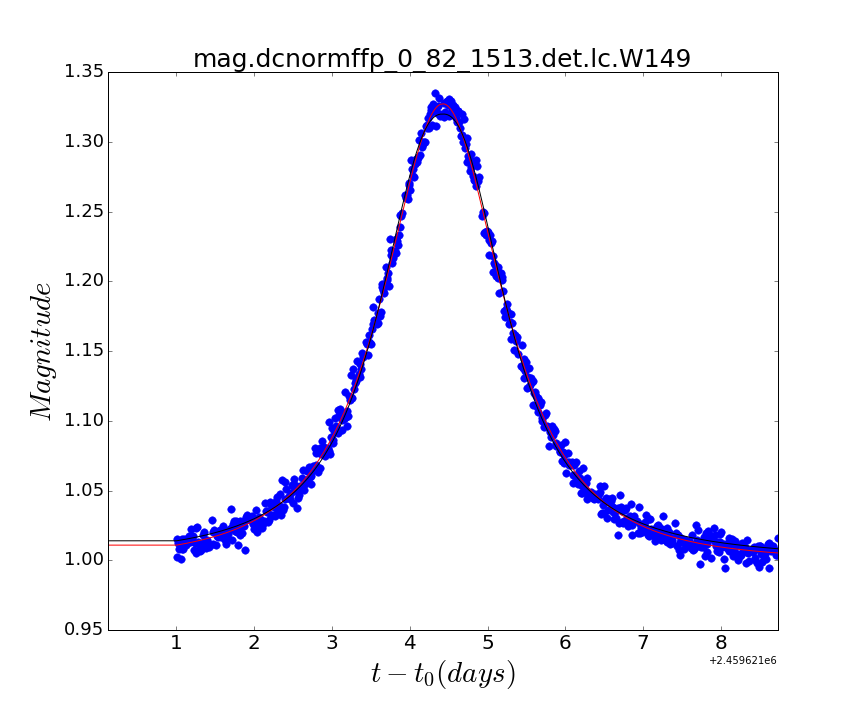 mag.dcnormffp_0_82_1513.det.lc.W149
1.35
1.30
1.25
1.20
1.15
1.10
1.05
1.00
0.95
Magnitude
1 2 3 4 5 6 7 8
+2.459621e6
t − t₀(days)